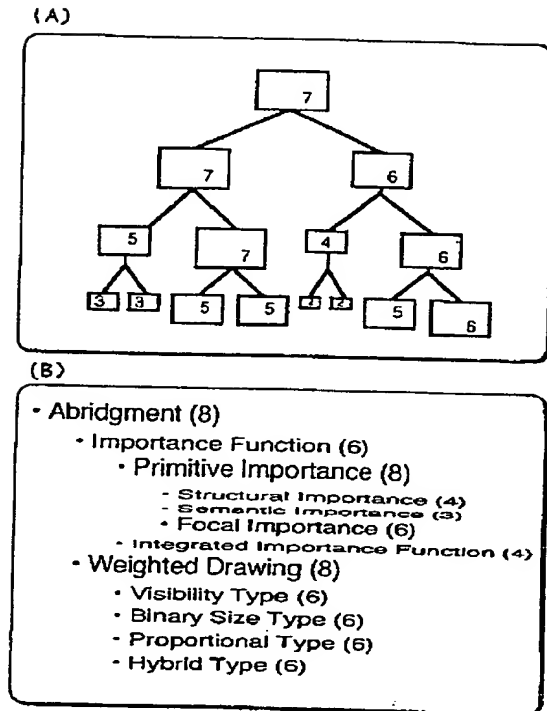 (A)
7
7 6
5 7 4 6
3 3 5 5 2 2 5 6
(B)
• Abridgment (8)
• Importance Function (6)
• Primitive Importance (8)
- Structural Importance (4)
- Semantic Importance (3)
• Focal Importance (6)
• Integrated Importance Function (4)
• Weighted Drawing (8)
• Visibility Type (6)
• Binary Size Type (6)
• Proportional Type (6)
• Hybrid Type (6)